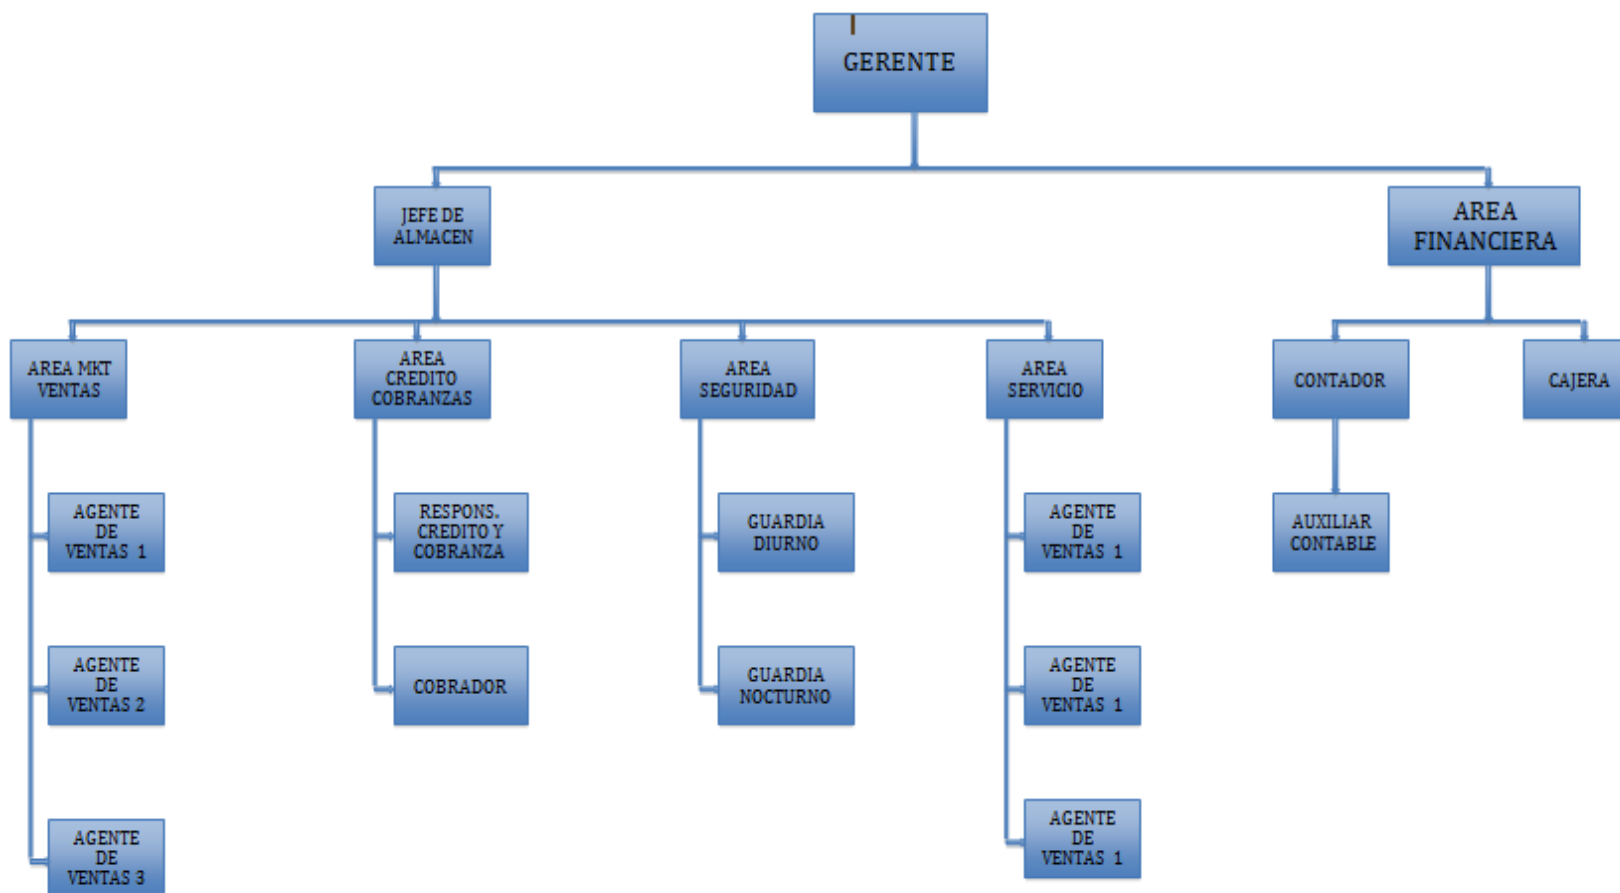 GERENTE
JEFE DE
ALMACEN
AREA
FINANCIERA
AREA MKT
VENTAS
AREA
CREDITO
COBRANZAS
AREA
SEGURIDAD
AREA
SERVICIO
CONTADOR
CAJERA
AGENTE
DE
VENTAS 1
RESPONS.
CREDITO Y
COBRANZA
GUARDIA
DIURNO
AGENTE
DE
VENTAS 1
AUXILIAR
CONTABLE
AGENTE
DE
VENTAS 2
COBRADOR
GUARDIA
NOCTURNO
AGENTE
DE
VENTAS 1
AGENTE
DE
VENTAS 3
AGENTE
DE
VENTAS 1